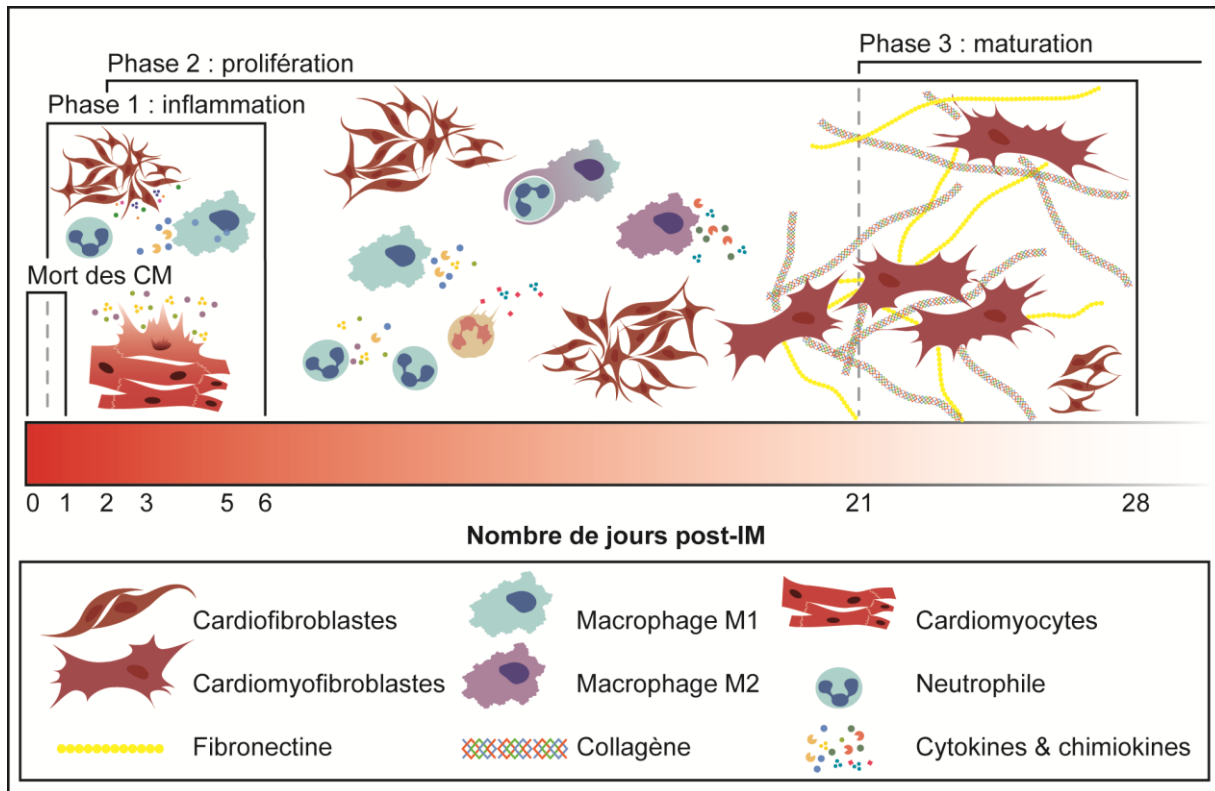 Phase 3 : maturation
Phase 2 : prolifération
Phase 1 : inflammation
Mort des CM
0 1 2 3 5 6 21 28
Nombre de jours post-IM
Cardiofibroblastes Macrophage M1 Cardiomyocytes
Cardiomyofibroblastes Macrophage M2 Neutrophile
Fibronectine Collagène Cytokines & chimiokines